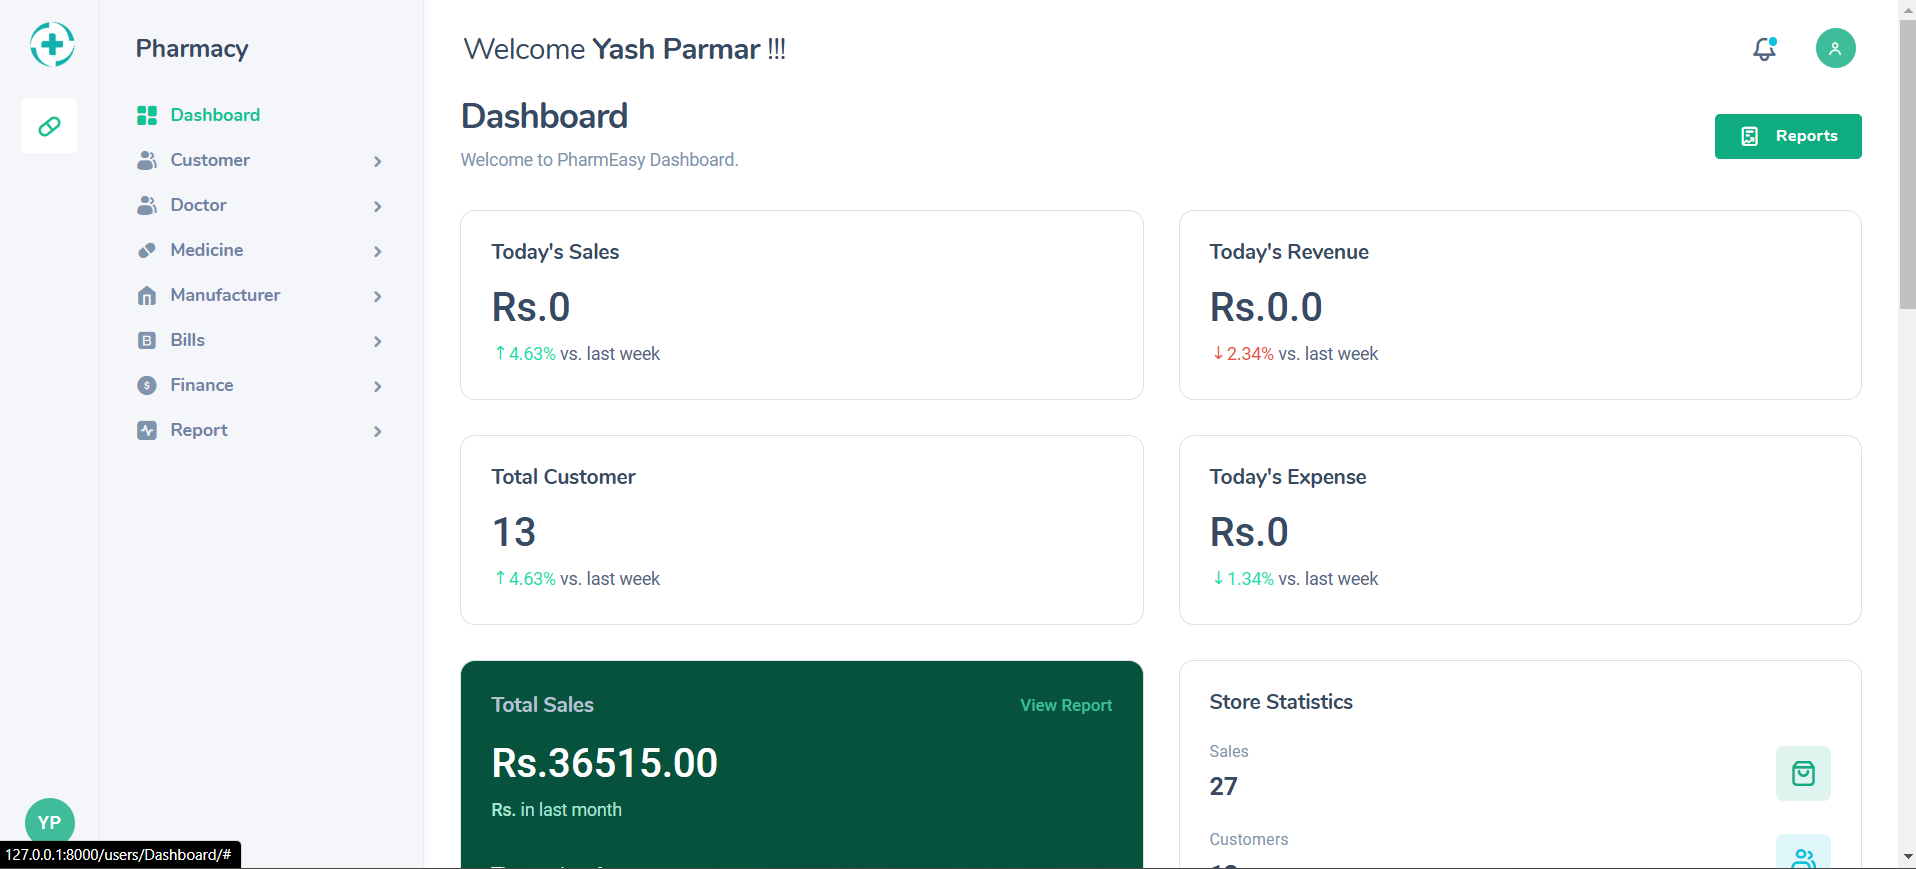 Pharmacy
Dashboard
Customer
Doctor
Medicine
Manufacturer
B Bills
$ Finance
Report
YP
127.0.0.1:8000/users/Dashboard/#
Welcome Yash Parmar !!!
Dashboard
Welcome to PharmEasy Dashboard.
Reports
Today's Sales
Rs.0
↑4.63% vs. last week
Today's Revenue
Rs.0.0
↓2.34% vs. last week
Total Customer
13
↑4.63% vs. last week
Today's Expense
Rs.0
↓1.34% vs. last week
Total Sales
View Report
Rs.36515.00
Rs. in last month
Store Statistics
Sales
27
Customers